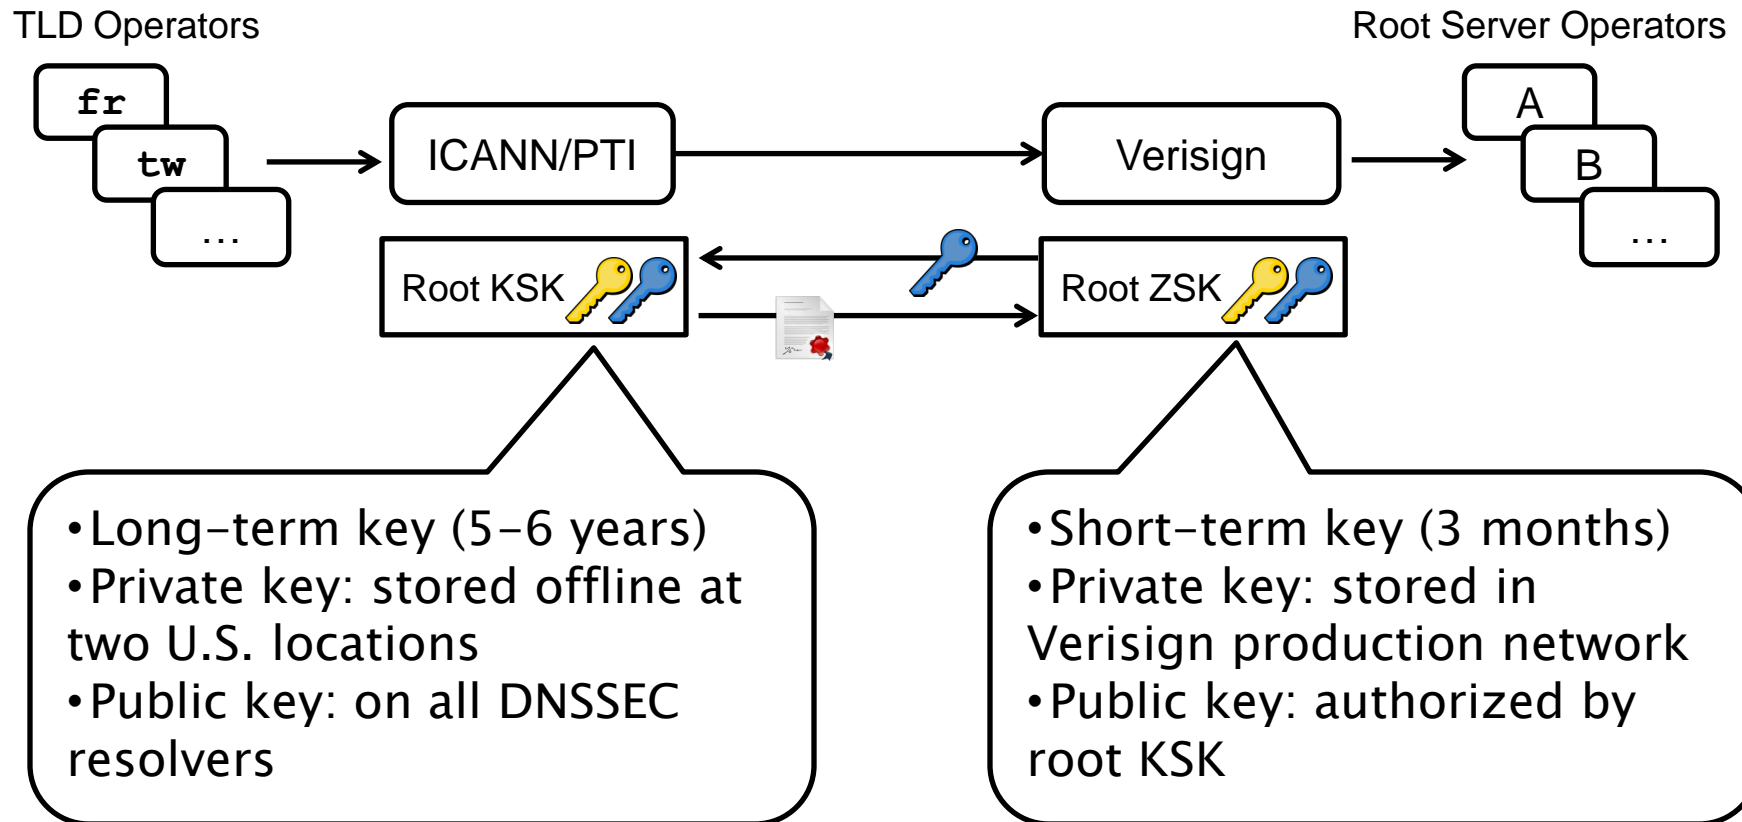 TLD Operators
Root Server Operators
fr
tw
...
ICANN/PTI
Verisign
A
B
...
Root KSK
Root ZSK
•Long-term key (5-6 years)
•Private key: stored offline at
two U.S. locations
•Public key: on all DNSSEC
resolvers
•Short-term key (3 months)
•Private key: stored in
Verisign production network
•Public key: authorized by
root KSK